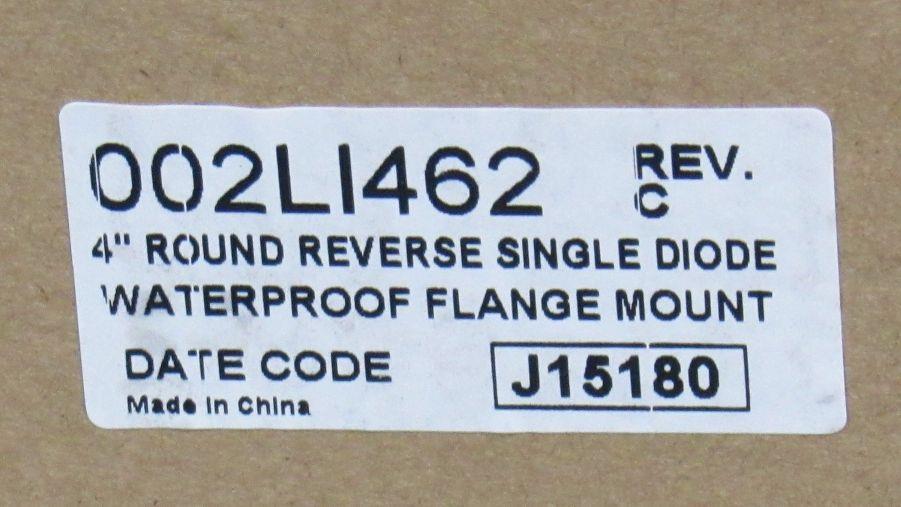 002LI462 REV. C
4" ROUND REVERSE SINGLE DIODE
WATERPROOF FLANGE MOUNT
DATE CODE J15180
Made In China